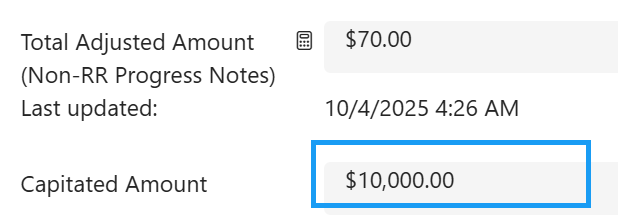 Total Adjusted Amount
(Non-RR Progress Notes)
$70.00
Last updated:
10/4/2025 4:26 AM
Capitated Amount
$10,000.00